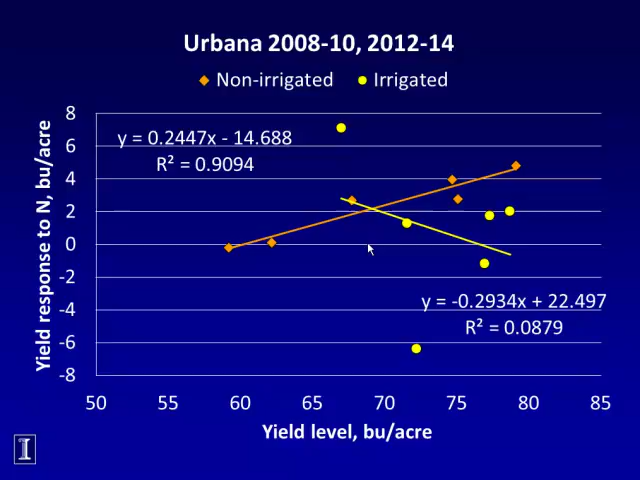 Urbana 2008-10, 2012-14
Non-irrigated Irrigated
Yield response to N, bu/acre
8
6
4
2
0
-2
-4
-6
-8
y = 0.2447x - 14.688
R² = 0.9094
y = -0.2934x + 22.497
R² = 0.0879
50 55 60 65 70 75 80 85
Yield level, bu/acre
I